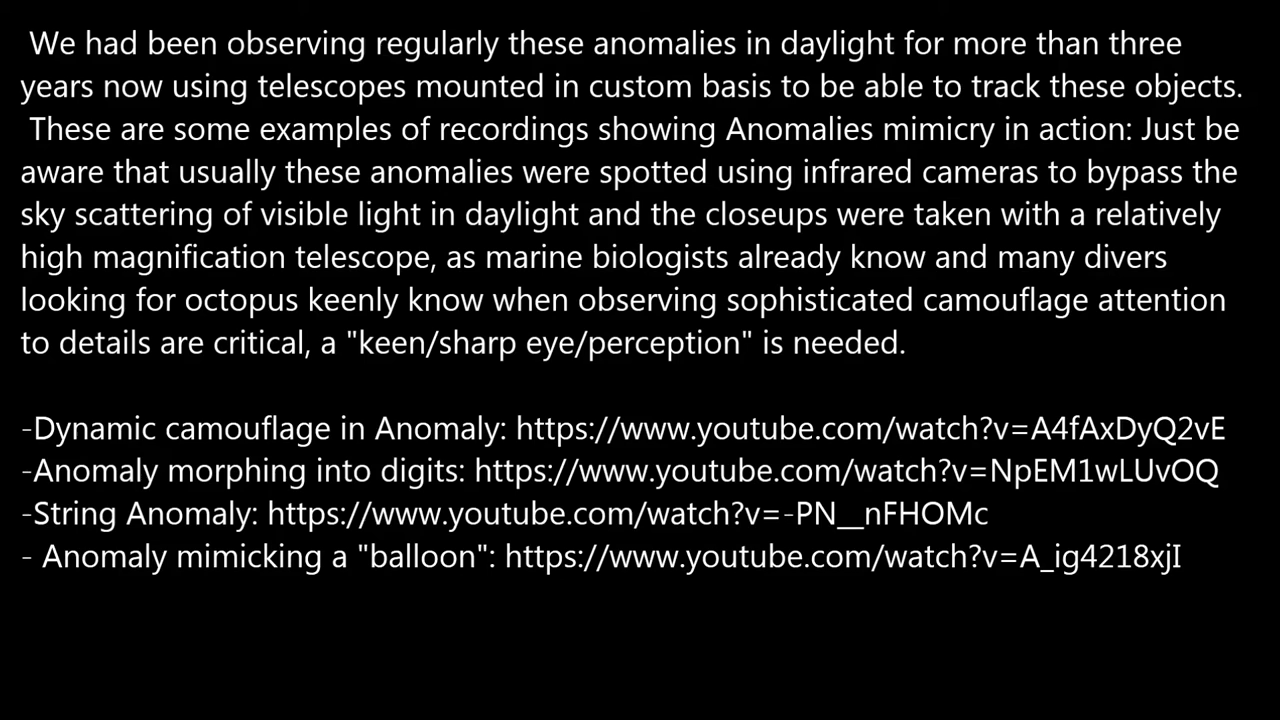 We had been observing regularly these anomalies in daylight for more than three
years now using telescopes mounted in custom basis to be able to track these objects.
These are some examples of recordings showing Anomalies mimicry in action: Just be
aware that usually these anomalies were spotted using infrared cameras to bypass the
sky scattering of visible light in daylight and the closeups were taken with a relatively
high magnification telescope, as marine biologists already know and many divers
looking for octopus keenly know when observing sophisticated camouflage attention
to details are critical, a "keen/sharp eye/perception" is needed.
-Dynamic camouflage in Anomaly: https://www.youtube.com/watch?v=A4fAxDyQ2vE
-Anomaly morphing into digits: https://www.youtube.com/watch?v=NpEM1wLUvOQ
-String Anomaly: https://www.youtube.com/watch?v=-PN__nFHOMc
- Anomaly mimicking a "balloon": https://www.youtube.com/watch?v=A_ig4218xjI